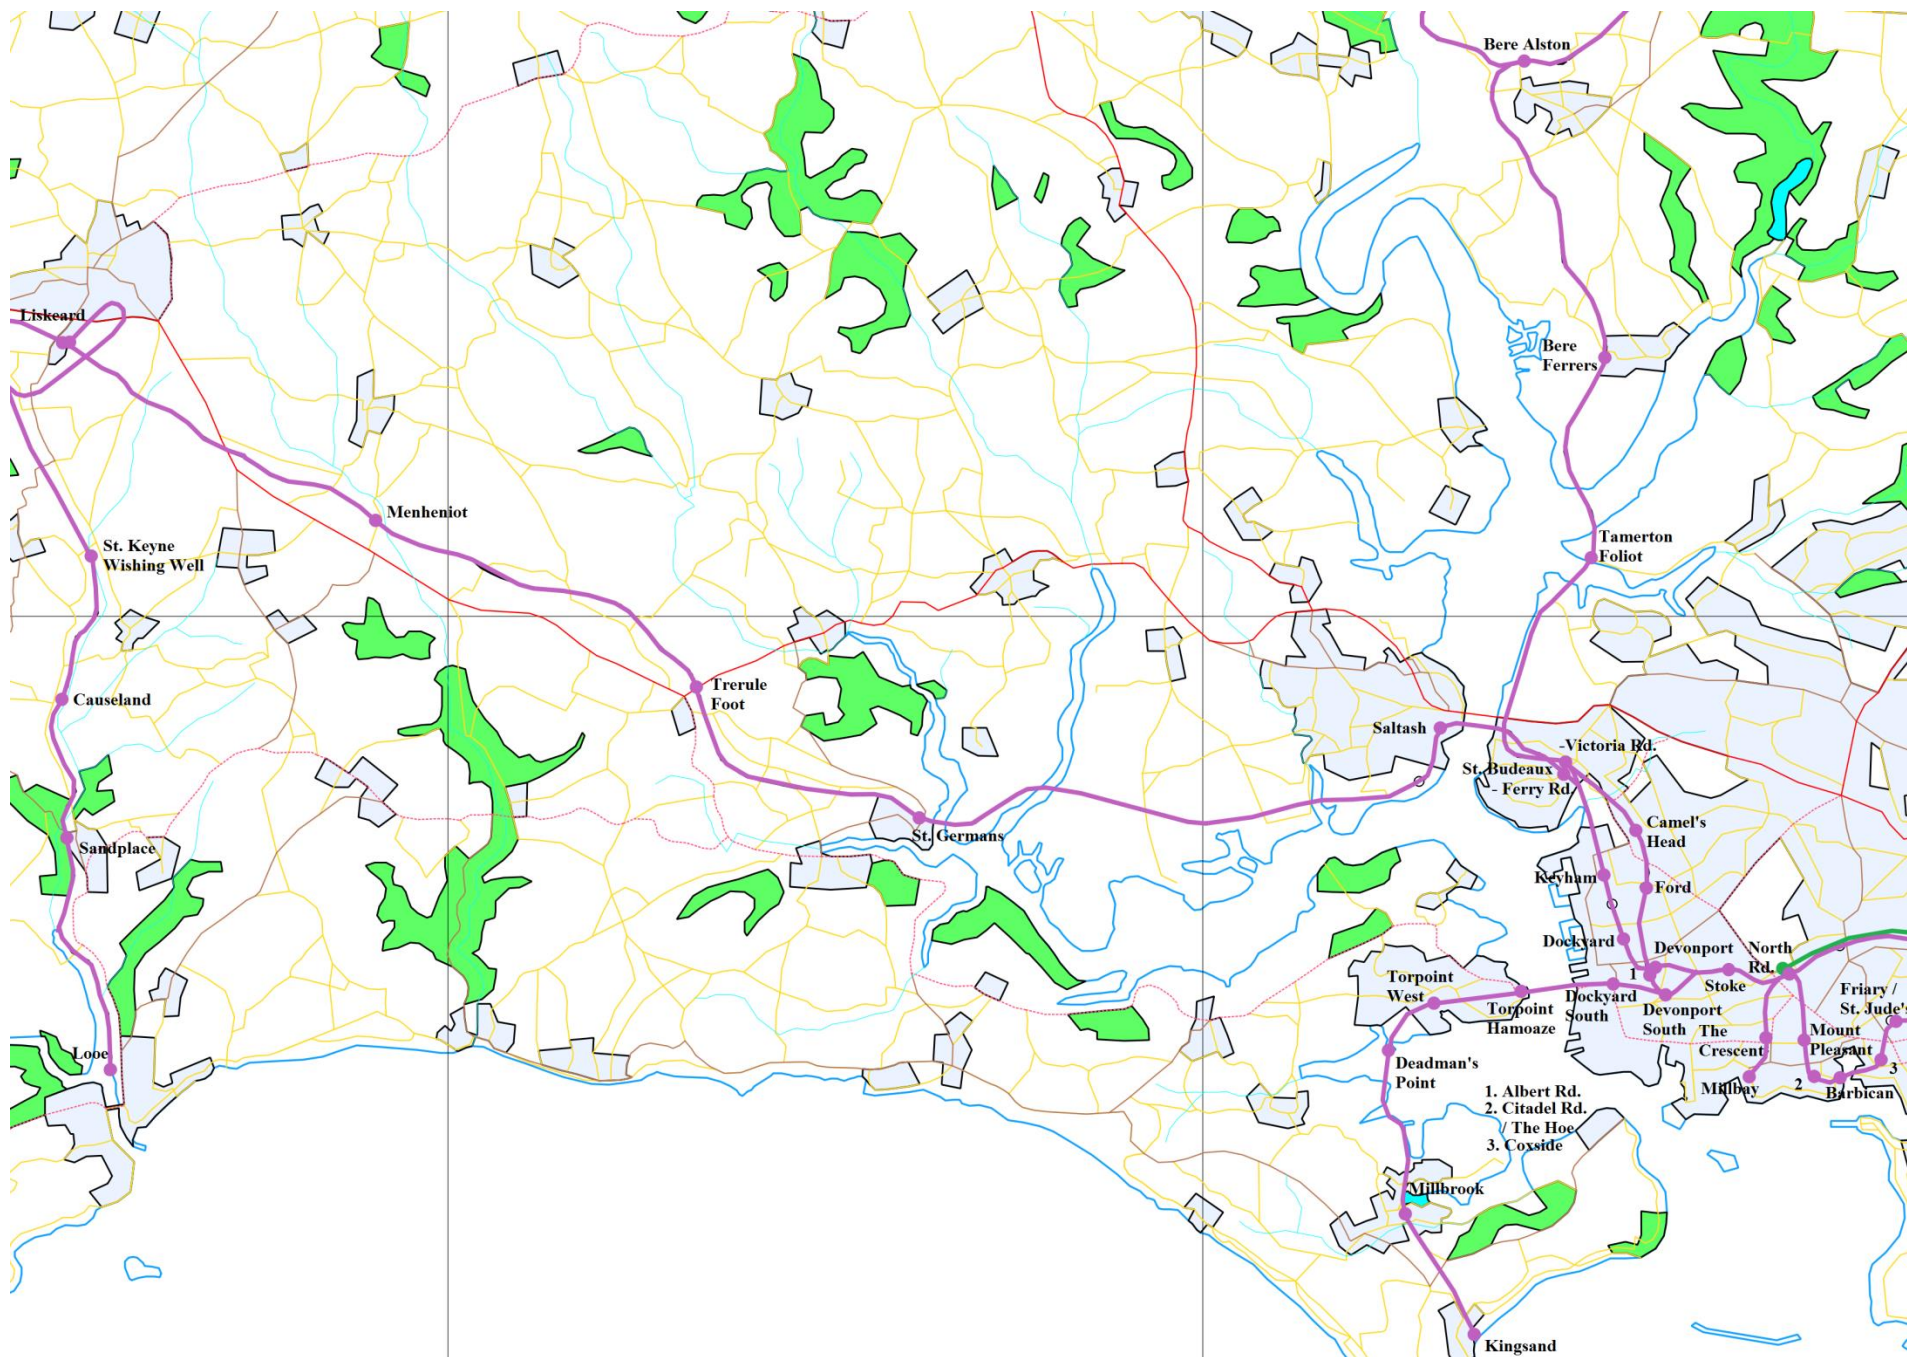 Bere Alston
Liskeard
Bere
Ferrers
Menheniot
St. Keyne
Wishing Well
Tamerton
Foliot
Causeland
Trerule
Foot
Saltash
-Victoria Rd.
St. Budeaux
- Ferry Rd.
St. Germans
Camel's
Head
Sandplace
Keyham
Ford
Dockyard
Devonport
North
Rd.
1
Stoke
Torpoint
West
Torpoint
Hamoaze
Dockyard
South
Devonport
South
Friary /
St. Jude's
The
Crescent
Mount
Pleasant
Looe
Deadman's
Point
3
Millbay
2
Barbican
1. Albert Rd.
2. Citadel Rd.
/ The Hoe
3. Coxside
Millbrook
Kingsand